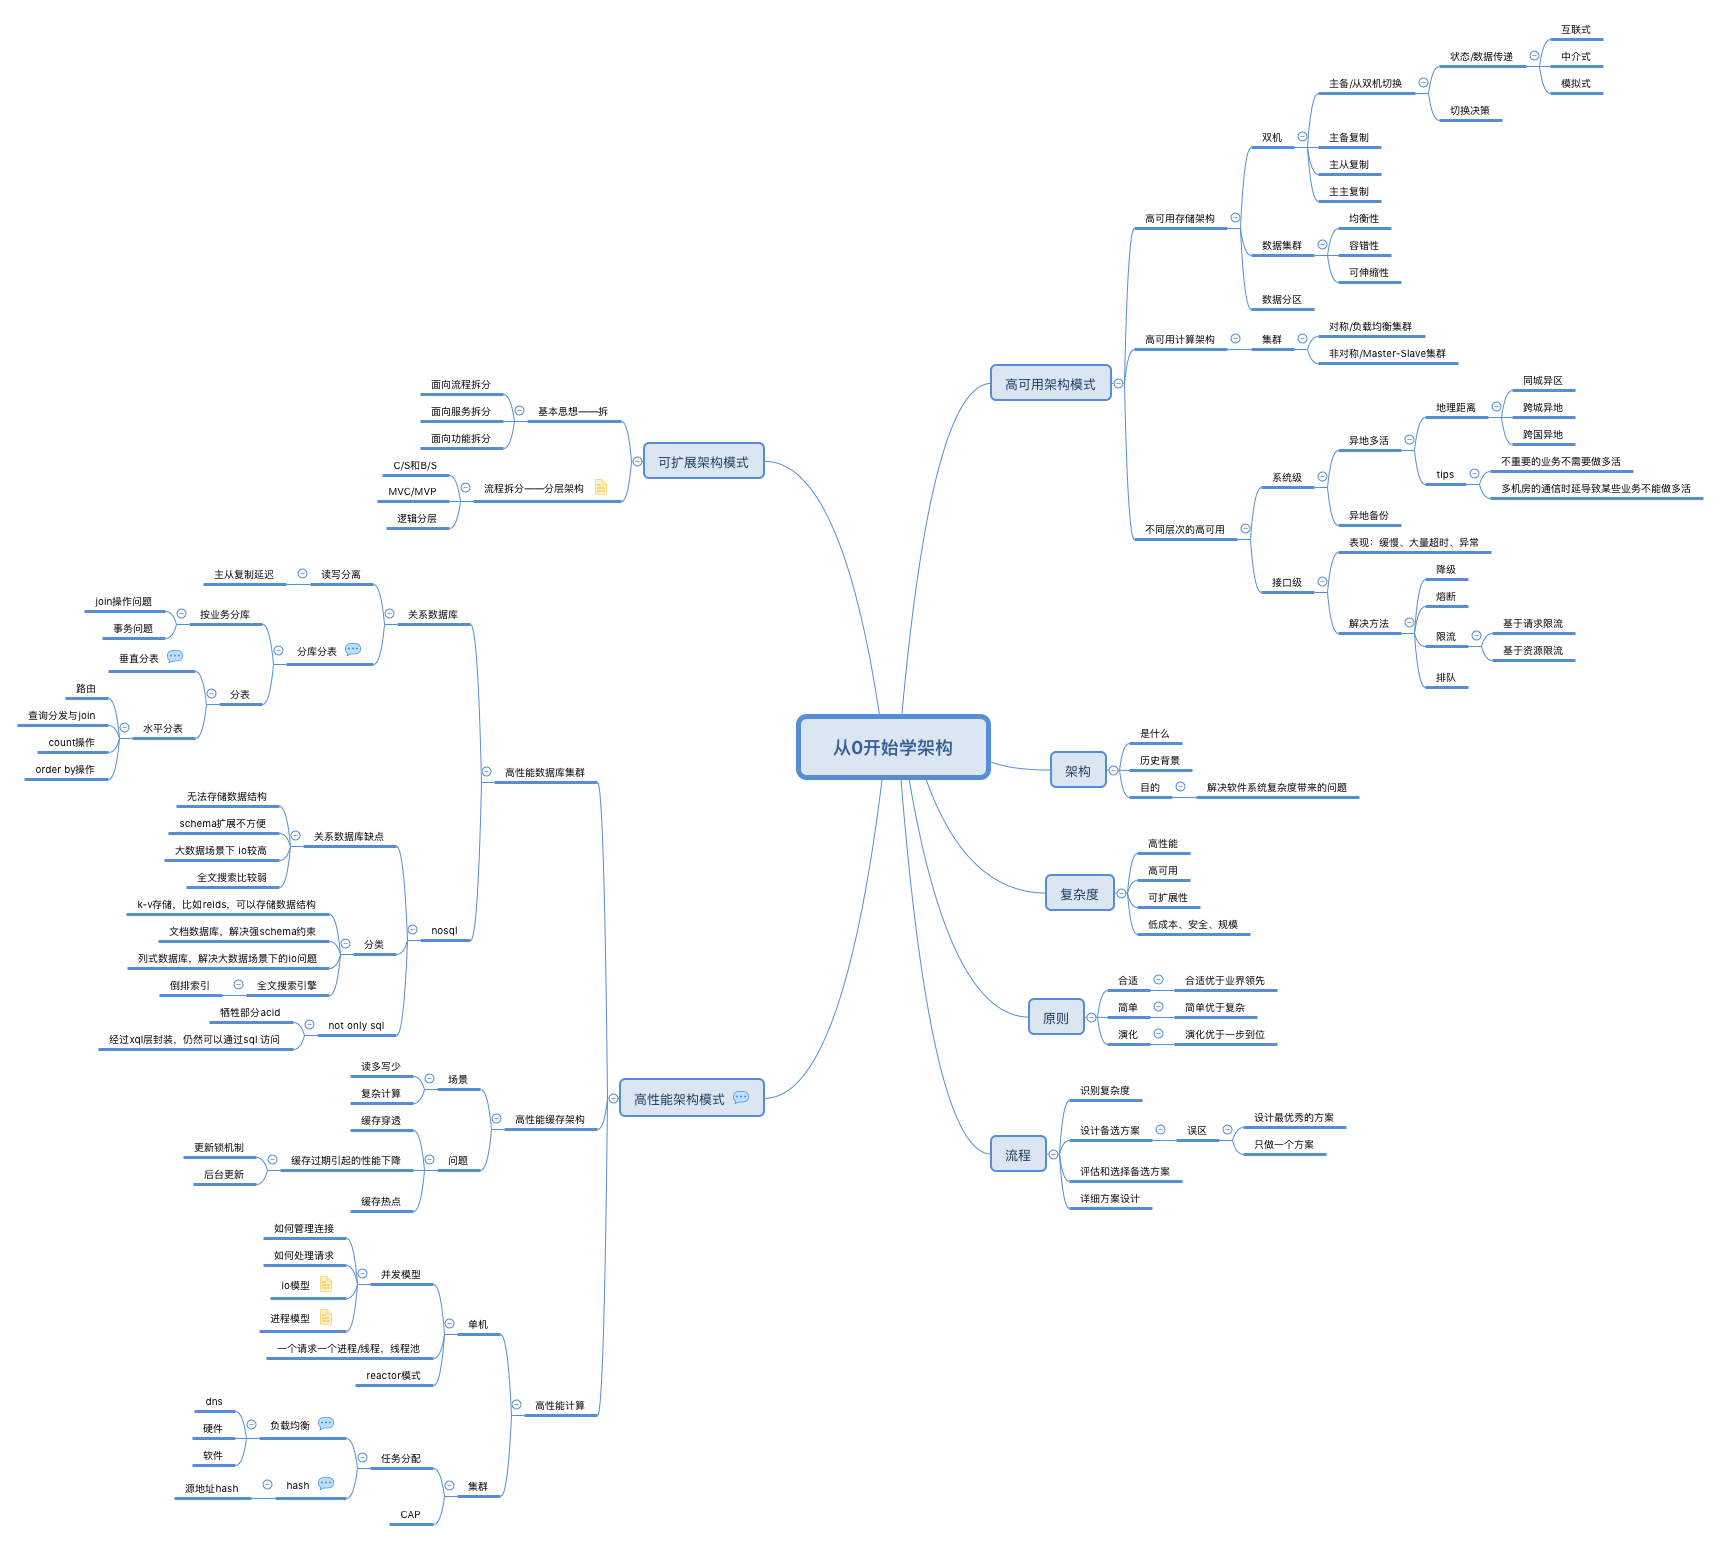 从0开始学架构
高可用架构模式
高可用存储架构
双机
主备/从双机切换
状态/数据传递
互联式
中介式
模拟式
切换决策
主备复制
主从复制
主主复制
数据集群
均衡性
容错性
可伸缩性
数据分区
高可用计算架构
集群
对称/负载均衡集群
非对称/Master-Slave集群
不同层次的高可用
系统级
异地多活
地理距离
同城异区
跨城异地
跨国异地
tips
不重要的业务不需要做多活
多机房的通信时延导致某些业务不能做多活
异地备份
接口级
表现：缓慢、大量超时、异常
解决方法
降级
熔断
限流
基于请求限流
基于资源限流
排队
架构
是什么
历史背景
目的
解决软件系统复杂度带来的问题
复杂度
高性能
高可用
可扩展性
低成本、安全、规模
原则
合适
合适优于业界领先
简单
简单优于复杂
演化
演化优于一步到位
流程
识别复杂度
设计备选方案
误区
设计最优秀的方案
只做一个方案
评估和选择备选方案
详细方案设计
可扩展架构模式
基本思想——拆
面向流程拆分
面向服务拆分
面向功能拆分
流程拆分——分层架构
C/S和B/S
MVC/MVP
逻辑分层
高性能架构模式
高性能数据库集群
关系数据库
读写分离
主从复制延迟
分库分表
按业务分库
join操作问题
事务问题
分表
垂直分表
水平分表
路由
查询分发与join
count操作
order by操作
nosql
关系数据库缺点
无法存储数据结构
schema扩展不方便
大数据场景下 io较高
全文搜索比较弱
分类
k-v存储，比如reids，可以存储数据结构
文档数据库，解决强schema约束
列式数据库，解决大数据场景下的io问题
全文搜索引擎
倒排索引
not only sql
牺牲部分acid
经过xql层封装，仍然可以通过sql 访问
高性能缓存架构
场景
读多写少
复杂计算
问题
缓存穿透
缓存过期引起的性能下降
更新锁机制
后台更新
缓存热点
高性能计算
单机
并发模型
如何管理连接
如何处理请求
io模型
进程模型
一个请求一个进程/线程，线程池
reactor模式
集群
任务分配
负载均衡
dns
硬件
软件
hash
源地址hash
CAP